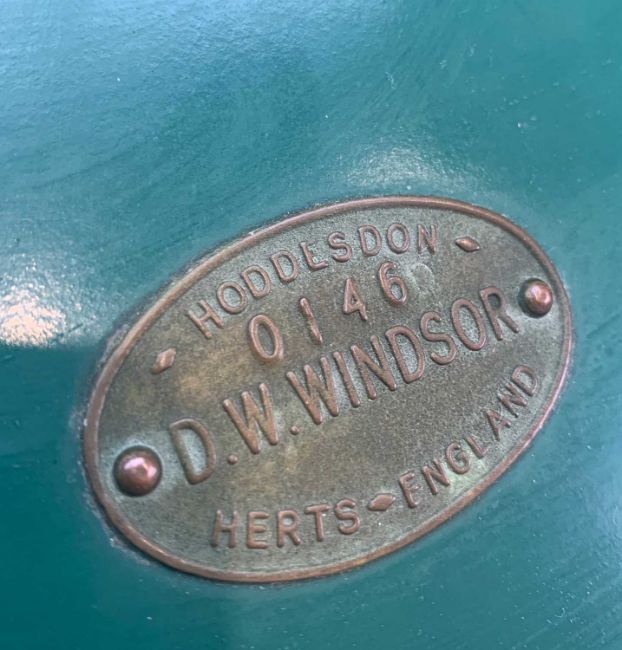 HODDESDON
0146
D.W.WINDSOR
HERTS ENGLAND